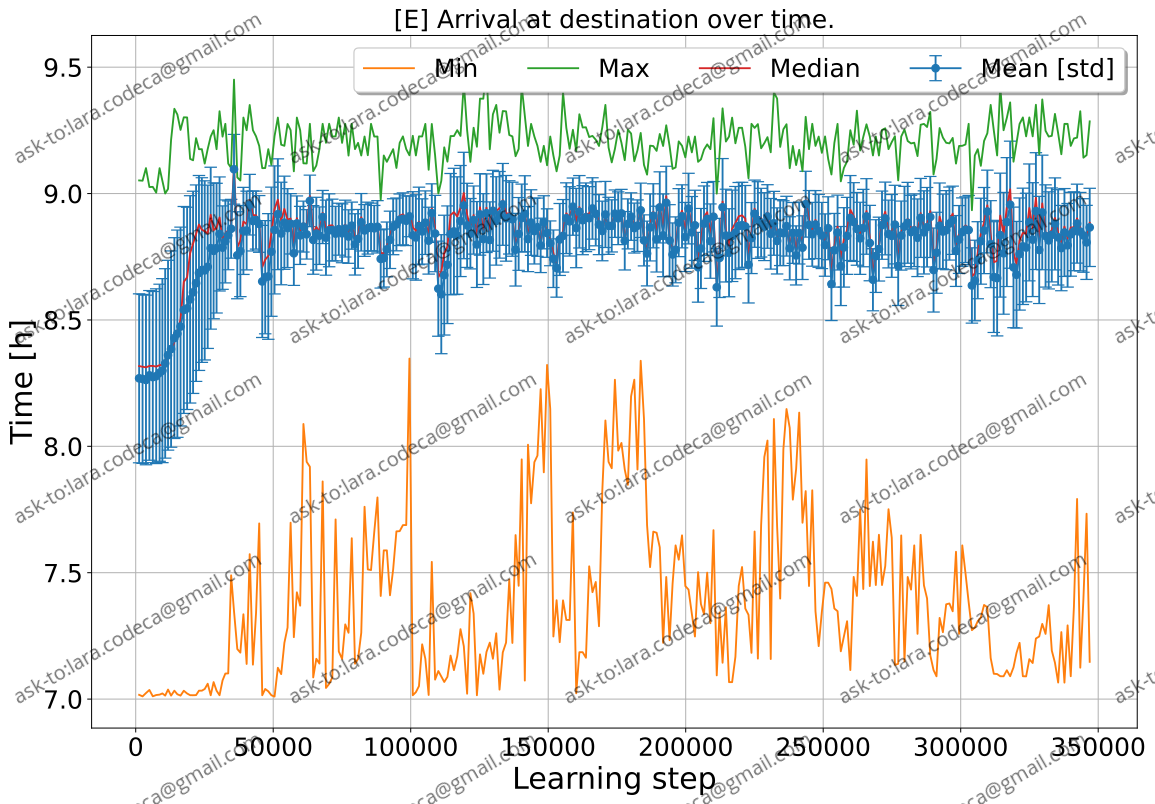 [E] Arrival at destination over time.
Min Max Median Mean [std]
Time [h]
9.5
9.0
8.5
8.0
7.5
7.0
0 50000 100000 150000 200000 250000 300000 350000
Learning step
ask-to:lara.codeca@gmail.com